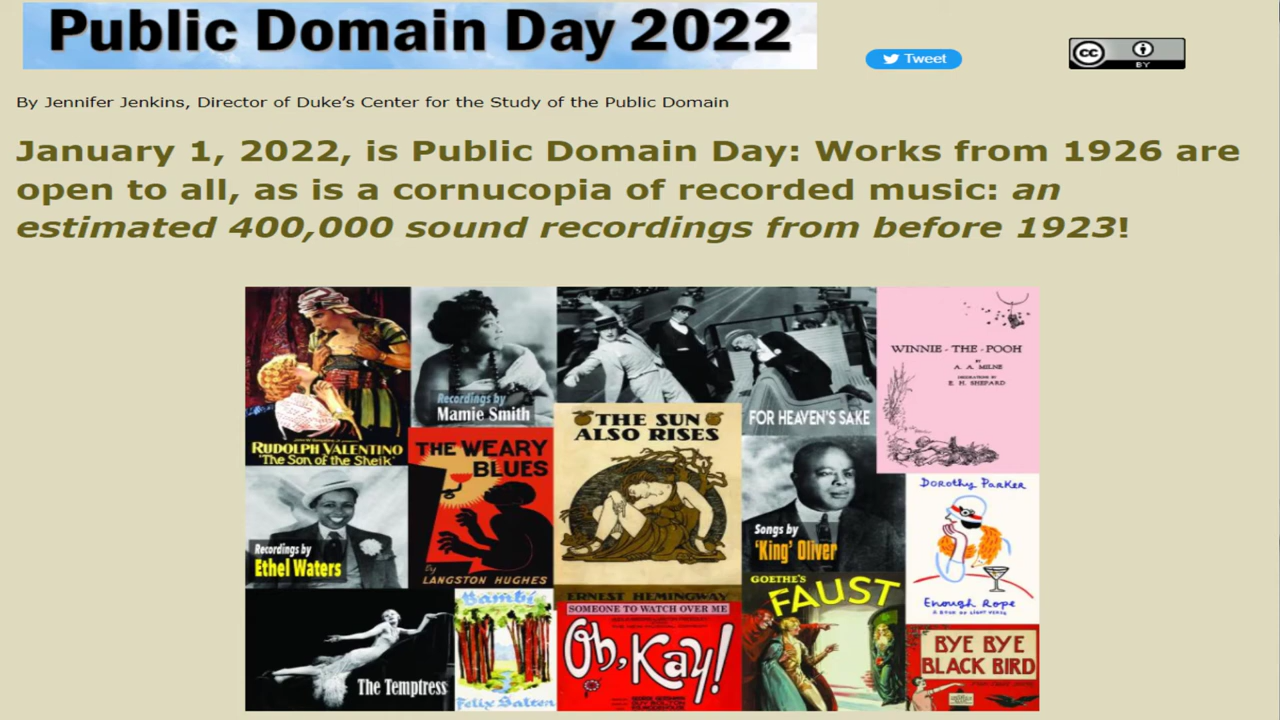 Public Domain Day 2022
Tweet
cc
BY
By Jennifer Jenkins, Director of Duke's Center for the Study of the Public Domain
January 1, 2022, is Public Domain Day: Works from 1926 are
open to all, as is a cornucopia of recorded music: an
estimated 400,000 sound recordings from before 1923!
RUDOLPH VALENTINO
'The Son of the Sheik'
Recordings by
Mamie Smith
FOR HEAVEN'S SAKE
WINNIE-THE-POOH
BY
A. A. MILNE
E. H. SHEPARD
Recordings by
Ethel Waters
THE WEARY
BLUES
By
LANGSTON HUGHES
THE SUN
ALSO RISES
ERNEST HEMINGWAY
Songs by
'King' Oliver
DOROTHY PARKER
Enough Rope
The Temptress
Bambi
Felix Salten
SOMEONE TO WATCH OVER ME
Oh, Kay!
GOETHE'S
FAUST
BYE BYE
BLACK BIRD